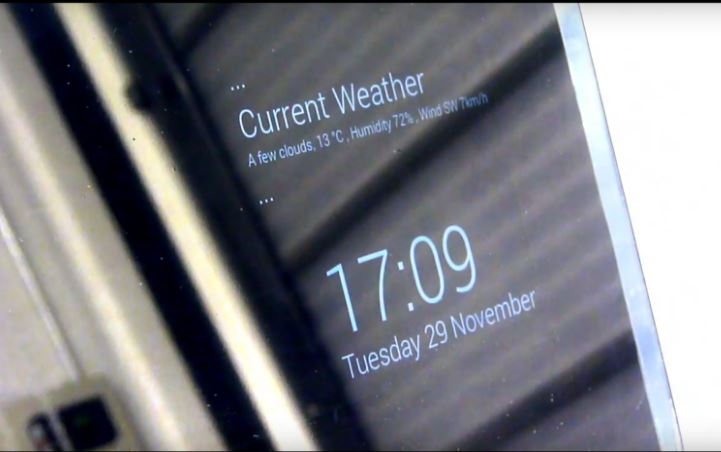 ...
Current Weather
A few clouds, 13 °C , Humidity 72% , Wind SW 7km/h
...
17:09
Tuesday 29 November